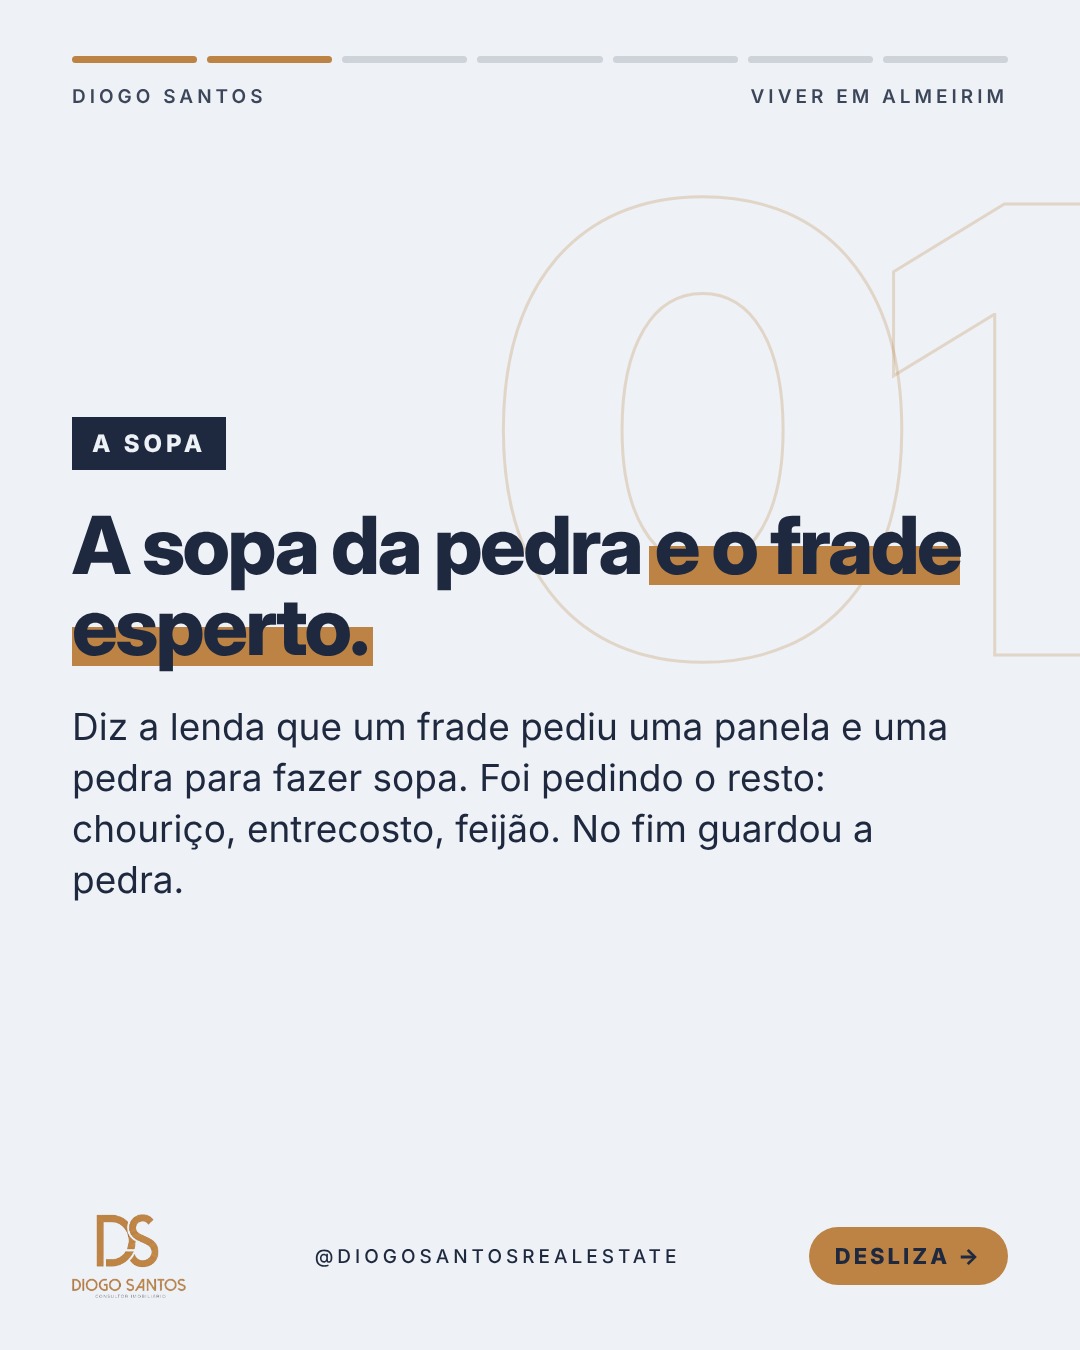 DIOGO SANTOS
VIVER EM ALMEIRIM
01
A SOPA
A sopa da pedra e o frade
esperto.
Diz a lenda que um frade pediu uma panela e uma
pedra para fazer sopa. Foi pedindo o resto:
chouriço, entrecosto, feijão. No fim guardou a
pedra.
DS
DIOGO SANTOS
CONSULTOR IMOBILIÁRIO
@DIOGOSANTOSREALESTATE
DESLIZA →